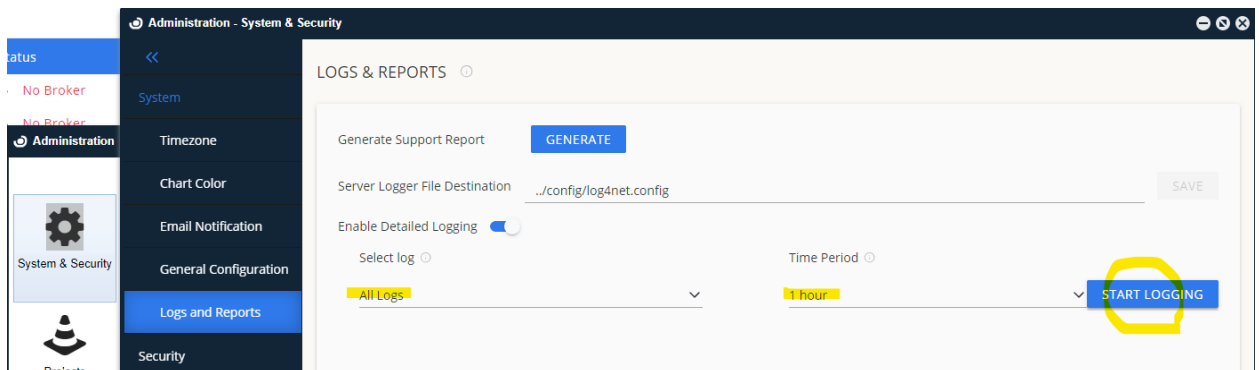 Administration - System & Security
tatus
No Broker
No Broker
Administration
System & Security
System
Timezone
Chart Color
Email Notification
General Configuration
Logs and Reports
Security
LOGS & REPORTS
Generate Support Report
GENERATE
Server Logger File Destination
../config/log4net.config
SAVE
Enable Detailed Logging
Select log
Time Period
All Logs
1 hour
START LOGGING